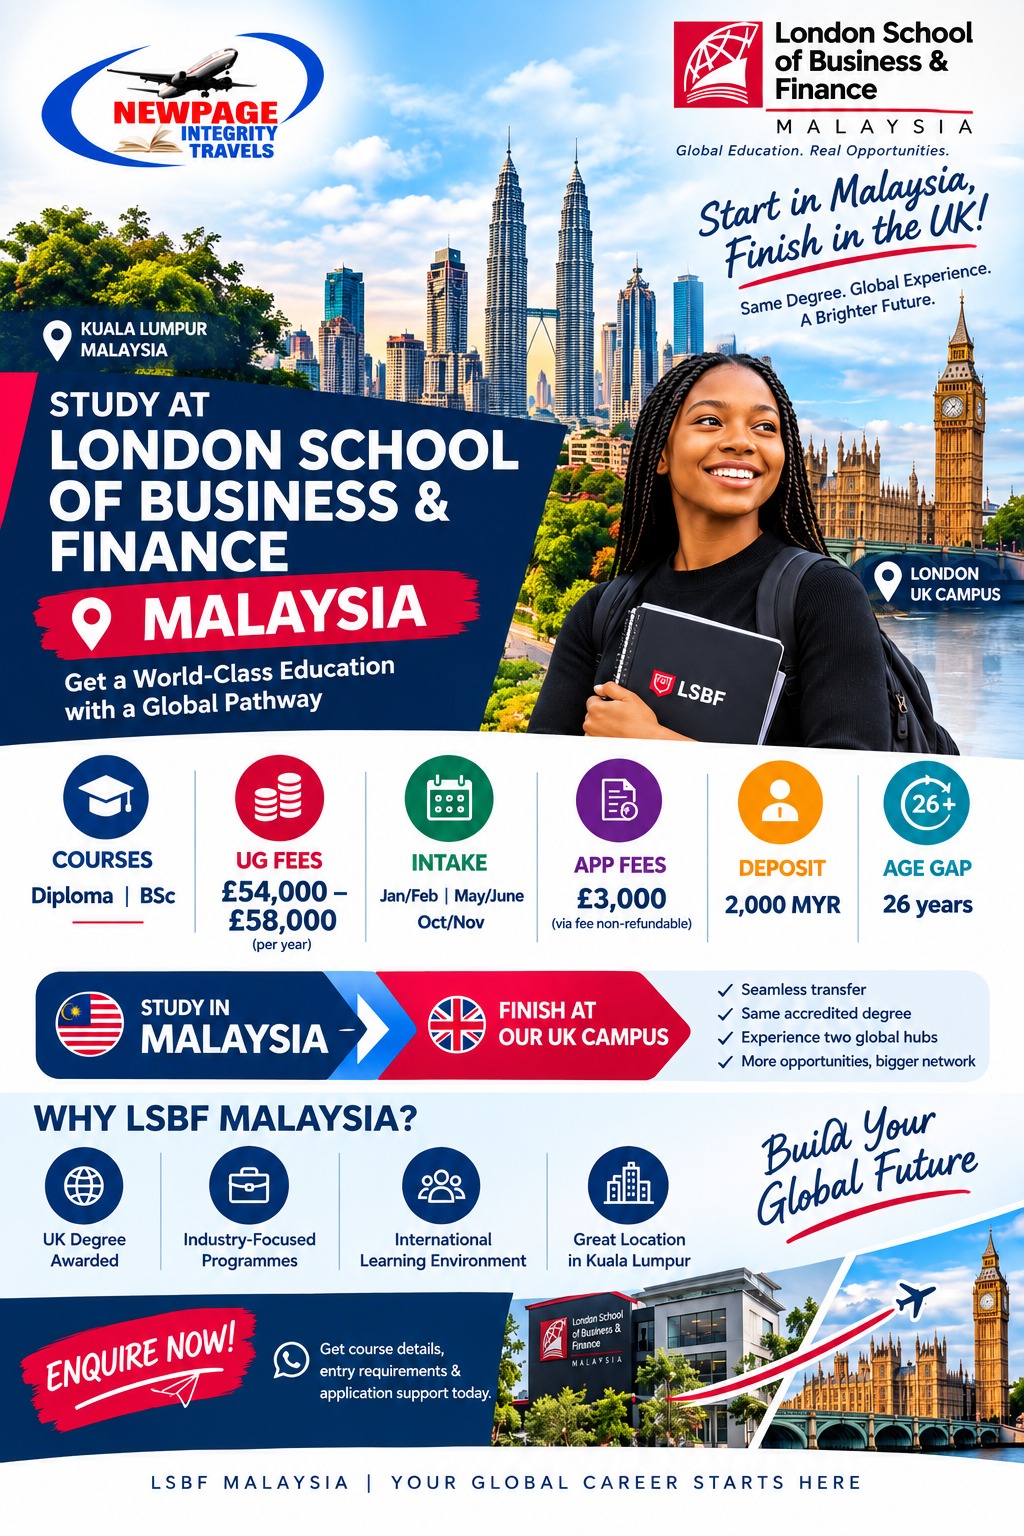 NEWPAGE
INTEGRITY
TRAVELS
London School
of Business &
Finance
MALAYSIA
Global Education. Real Opportunities.
Start in Malaysia,
Finish in the UK!
Same Degree. Global Experience.
A Brighter Future.
KUALA LUMPUR
MALAYSIA
STUDY AT
LONDON SCHOOL
OF BUSINESS &
FINANCE
MALAYSIA
Get a World-Class Education
with a Global Pathway
LONDON
UK CAMPUS
LSBF
COURSES
Diploma | BSc
UG FEES
£54,000 –
£58,000
(per year)
INTAKE
Jan/Feb | May/June
Oct/Nov
APP FEES
£3,000
(via fee non-refundable)
DEPOSIT
2,000 MYR
26+
AGE GAP
26 years
STUDY IN
MALAYSIA
FINISH AT
OUR UK CAMPUS
Seamless transfer
Same accredited degree
Experience two global hubs
More opportunities, bigger network
WHY LSBF MALAYSIA?
UK Degree
Awarded
Industry-Focused
Programmes
International
Learning Environment
Great Location
in Kuala Lumpur
Build Your
Global Future
ENQUIRE NOW!
Get course details,
entry requirements &
application support today.
London School
of Business &
Finance
MALAYSIA
LSBF MALAYSIA | YOUR GLOBAL CAREER STARTS HERE